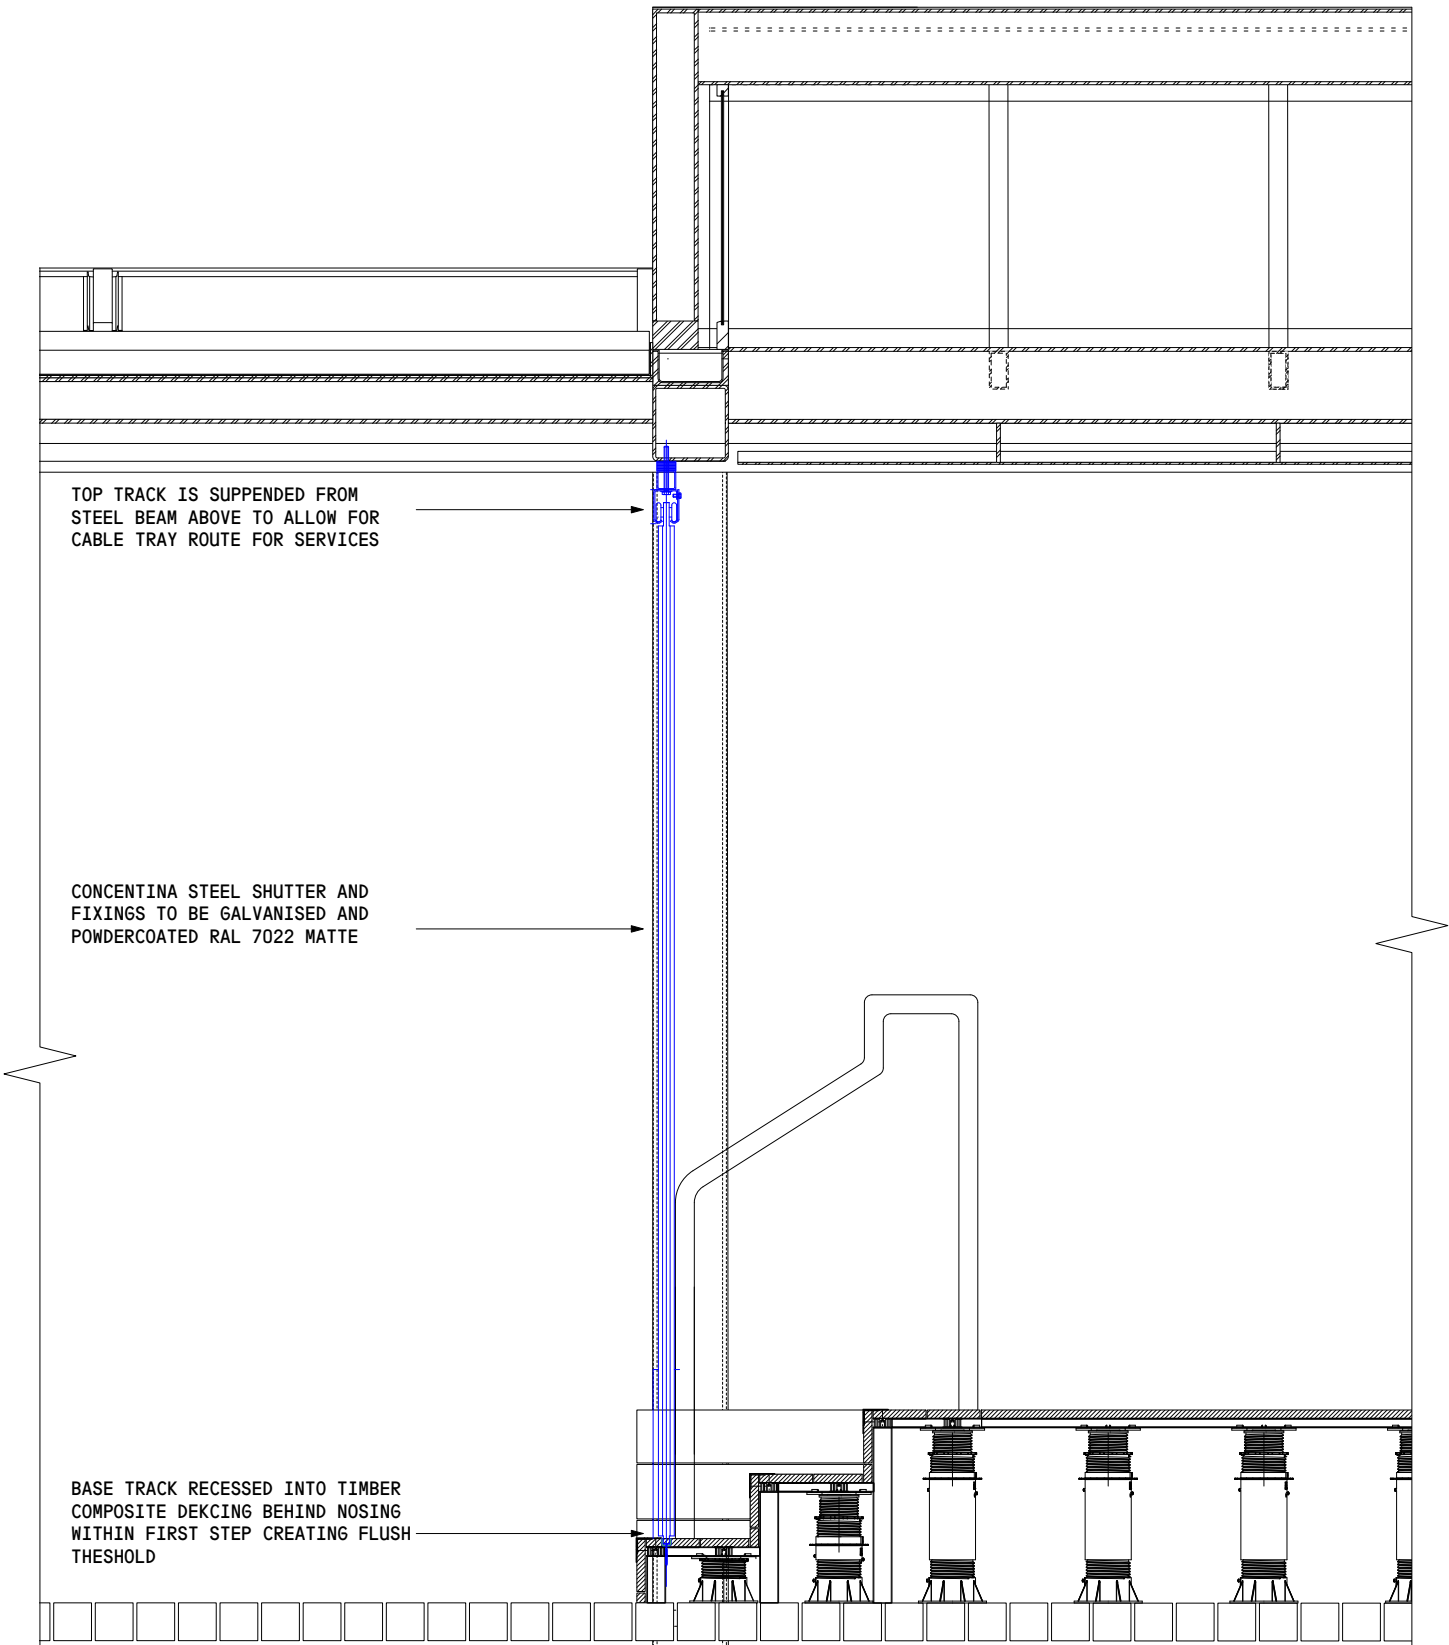 TOP TRACK IS SUPPENDED FROM
STEEL BEAM ABOVE TO ALLOW FOR
CABLE TRAY ROUTE FOR SERVICES
CONCENTINA STEEL SHUTTER AND
FIXINGS TO BE GALVANISED AND
POWDERCOATED RAL 7022 MATTE
BASE TRACK RECESSED INTO TIMBER
COMPOSITE DEKCING BEHIND NOSING
WITHIN FIRST STEP CREATING FLUSH
THESHOLD